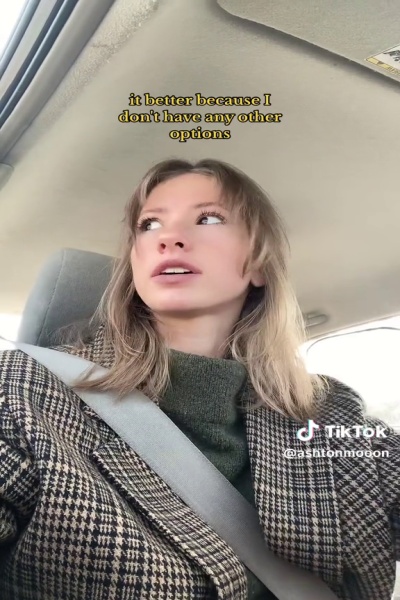 it better because I
don't have any other
options
TikTok
@ashtonmooon